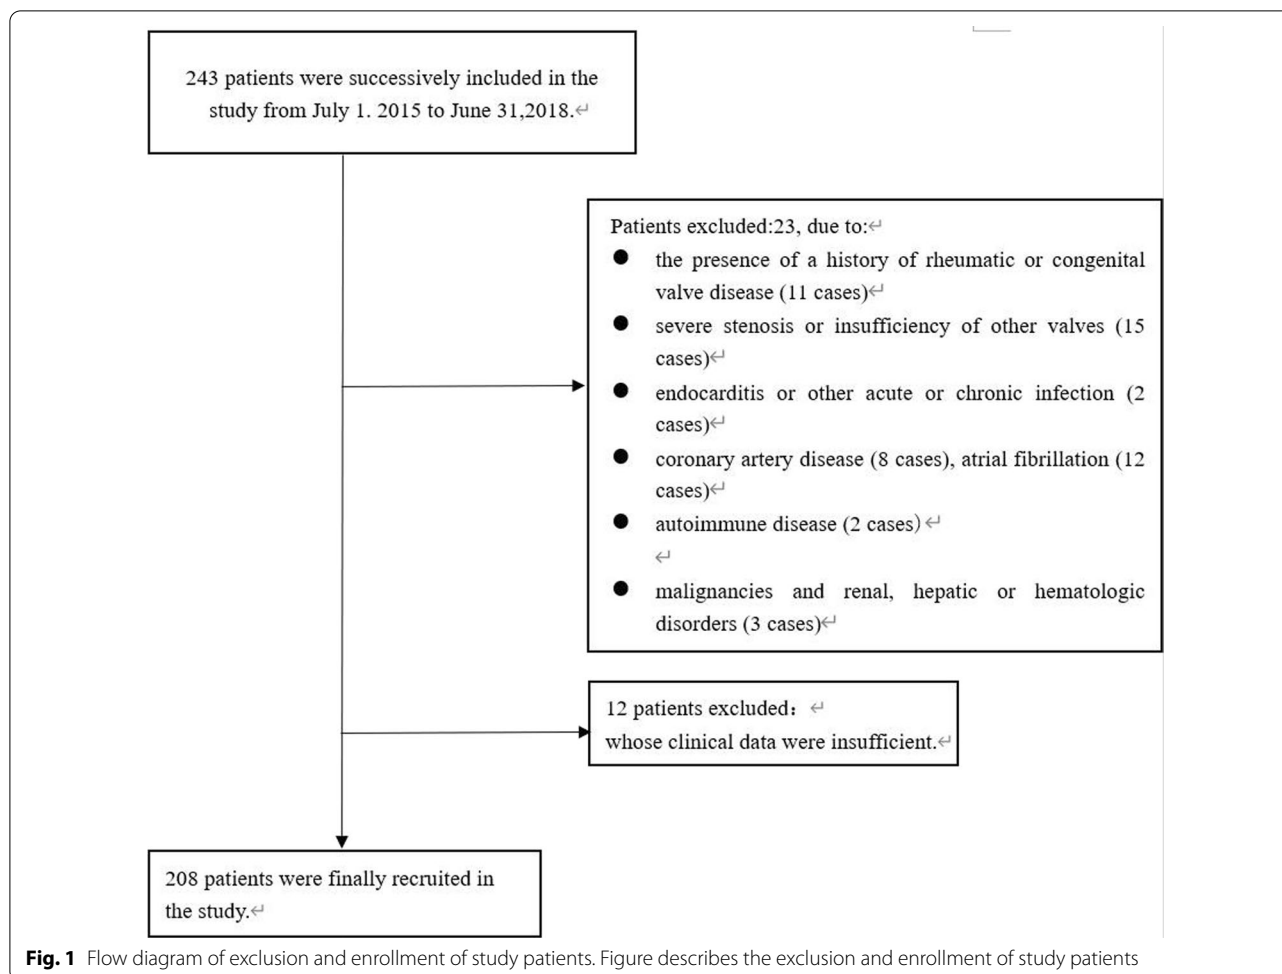 243 patients were successively included in the
study from July 1. 2015 to June 31,2018.↵
Patients excluded:23, due to:↵
● the presence of a history of rheumatic or congenital
valve disease (11 cases)↵
● severe stenosis or insufficiency of other valves (15
cases)↵
● endocarditis or other acute or chronic infection (2
cases)↵
● coronary artery disease (8 cases), atrial fibrillation (12
cases)↵
● autoimmune disease (2 cases)↵
↵
● malignancies and renal, hepatic or hematologic
disorders (3 cases)↵
12 patients excluded： ↵
whose clinical data were insufficient.↵
208 patients were finally recruited in
the study.↵
Fig. 1 Flow diagram of exclusion and enrollment of study patients. Figure describes the exclusion and enrollment of study patients